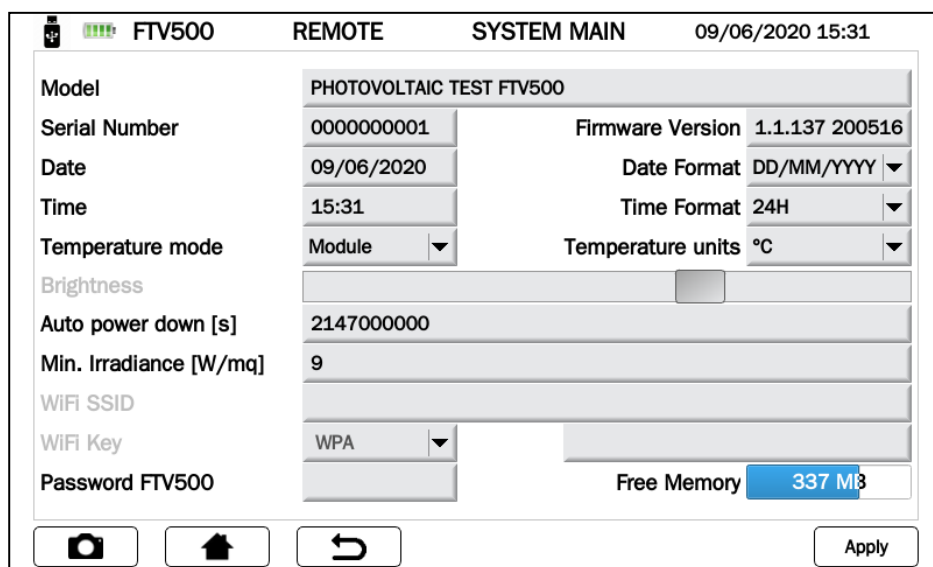 FTV500 REMOTE SYSTEM MAIN 09/06/2020 15:31
Model PHOTOVOLTAIC TEST FTV500
Serial Number 0000000001 Firmware Version 1.1.137 200516
Date 09/06/2020 Date Format DD/MM/YYYY
Time 15:31 Time Format 24H
Temperature mode Module Temperature units °C
Brightness
Auto power down [s] 2147000000
Min. Irradiance [W/mq] 9
WiFi SSID
WiFi Key WPA
Password FTV500 Free Memory 337 MB
Apply